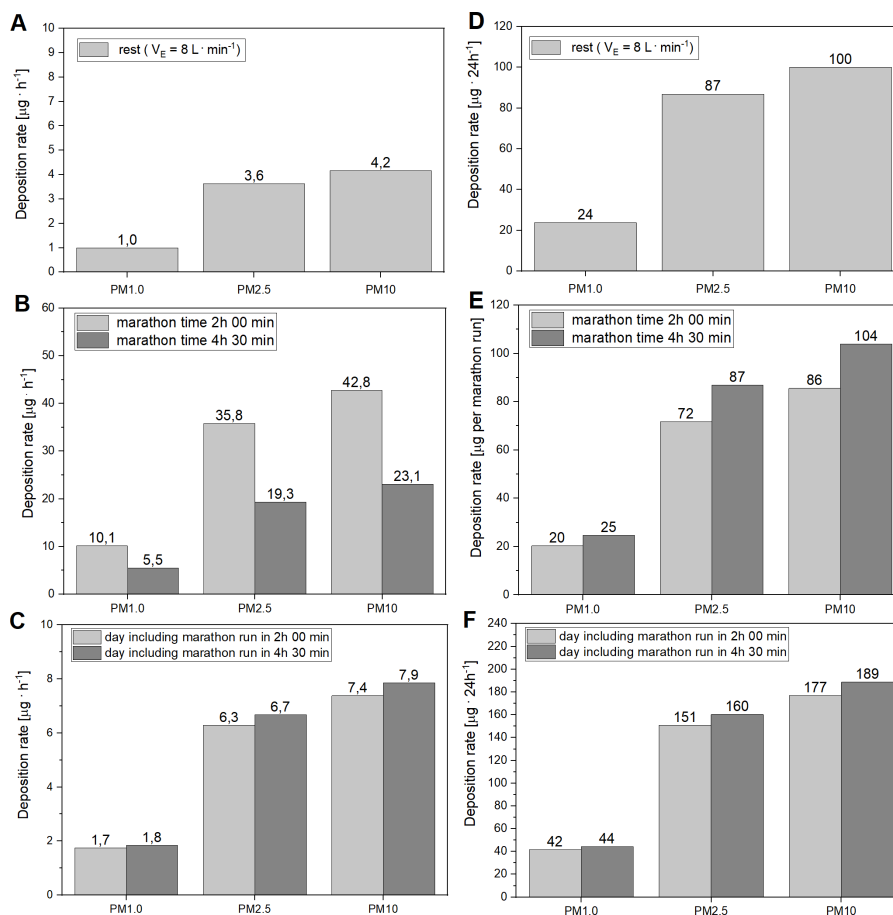 A
Deposition rate [µg · h-1]
10
9
8
7
6
5
4
3
2
1
0
rest ( VE = 8 L · min-1)
1,0
3,6
4,2
PM1.0 PM2.5 PM10
D
Deposition rate [µg · 24h-1]
120
100
80
60
40
20
0
rest ( VE = 8 L · min-1)
24
87
100
PM1.0 PM2.5 PM10
B
Deposition rate [µg · h-1]
60
50
40
30
20
10
0
marathon time 2h 00 min
marathon time 4h 30 min
10,1
5,5
35,8
19,3
42,8
23,1
PM1.0 PM2.5 PM10
E
Deposition rate [µg per marathon run]
120
100
80
60
40
20
0
marathon time 2h 00 min
marathon time 4h 30 min
20
25
72
87
86
104
PM1.0 PM2.5 PM10
C
Deposition rate [µg · h-1]
10
8
6
4
2
0
day including marathon run in 2h 00 min
day including marathon run in 4h 30 min
1,7
1,8
6,3
6,7
7,4
7,9
PM1.0 PM2.5 PM10
F
Deposition rate [µg · 24h-1]
240
220
200
180
160
140
120
100
80
60
40
20
0
day including marathon run in 2h 00 min
day including marathon run in 4h 30 min
42
44
151
160
177
189
PM1.0 PM2.5 PM10